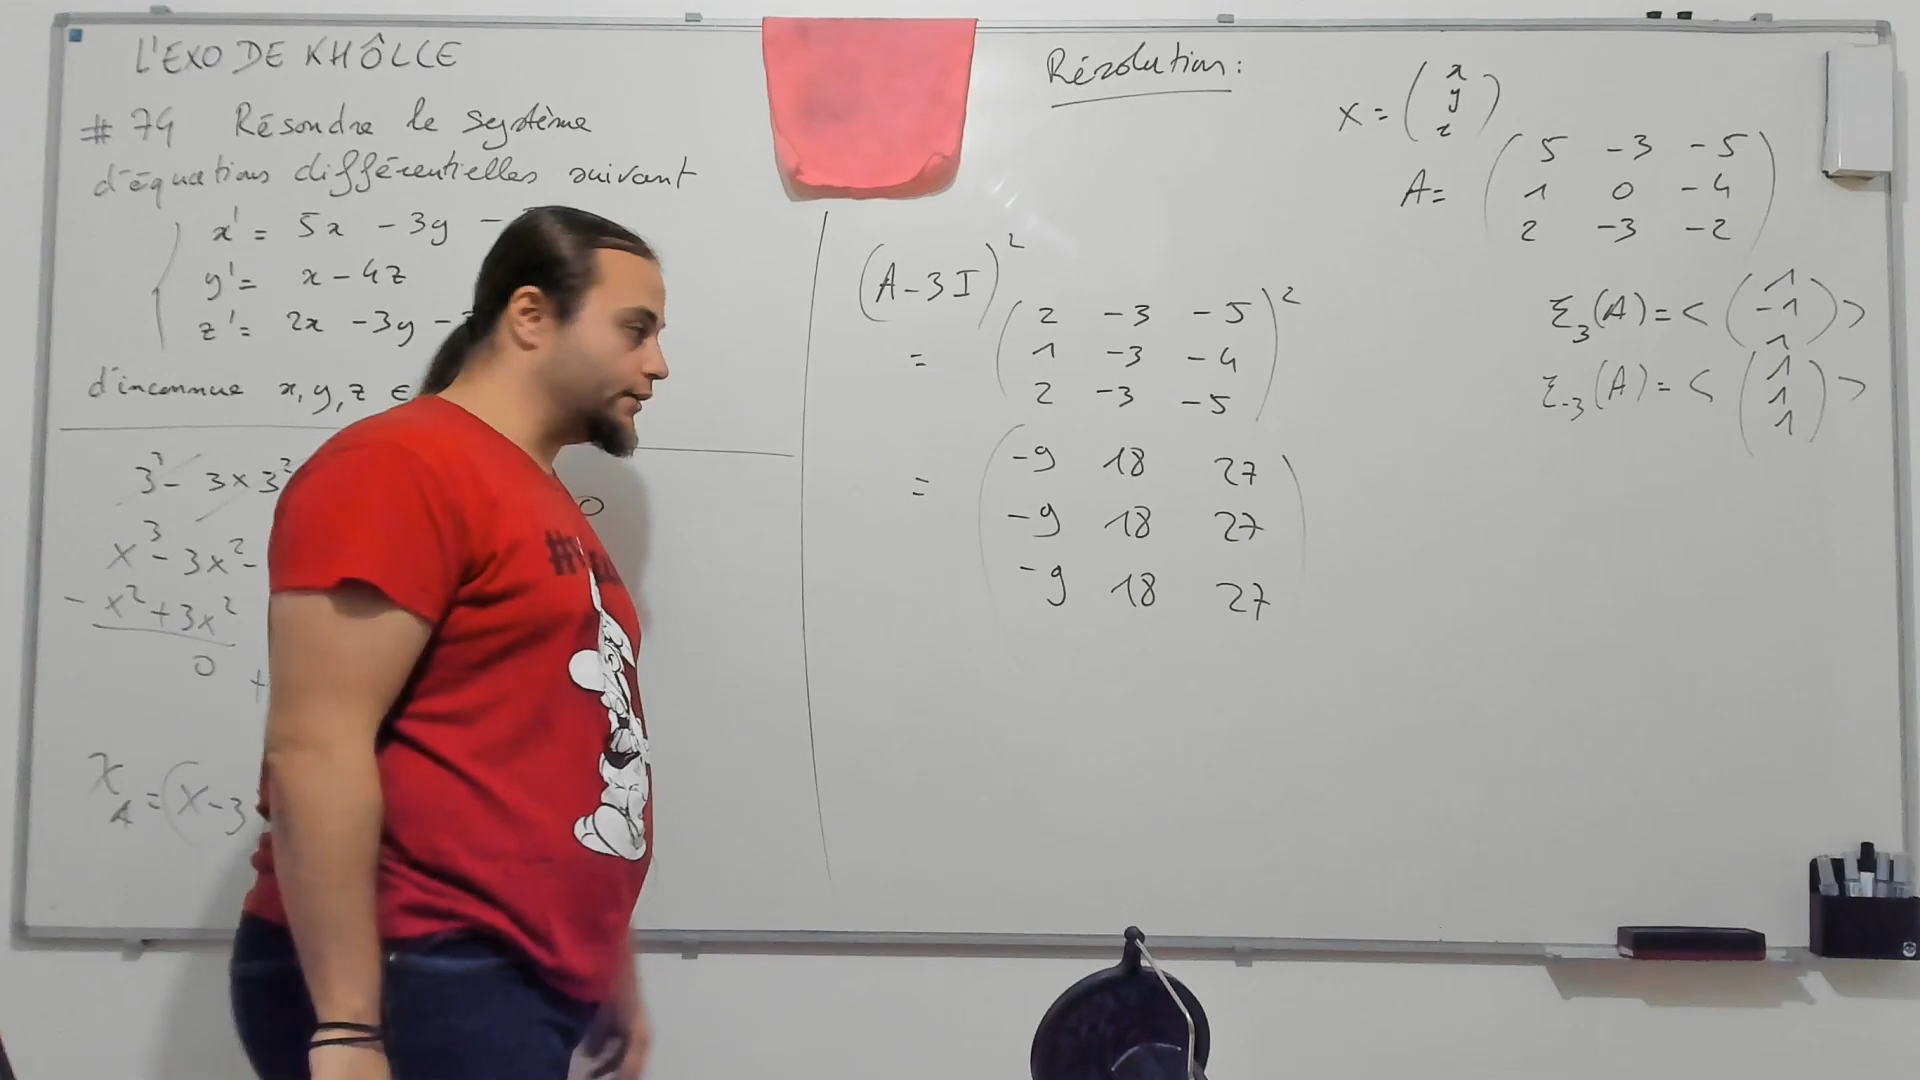 L'EXO DE KHÔLLE
# 79 Résoudre le système
d'équations différentielles suivant
x' = 5x - 3y -
y' = x - 4z
z' = 2x - 3y -
d'inconnue x, y, z ∈
3³ - 3×3²
0
X³ - 3X² -
- X² + 3X²
0
+
χ_A = (X-3
Résolution :
X = (x y z)
A = (5 -3 -5
1 0 -4
2 -3 -2)
Σ₃(A) = < (1 -1 1) >
Σ₋₃(A) = < (1 1 1) >
(A - 3I)²
= (2 -3 -5
1 -3 -4
2 -3 -5)²
= (-9 18 27
-9 18 27
-9 18 27)